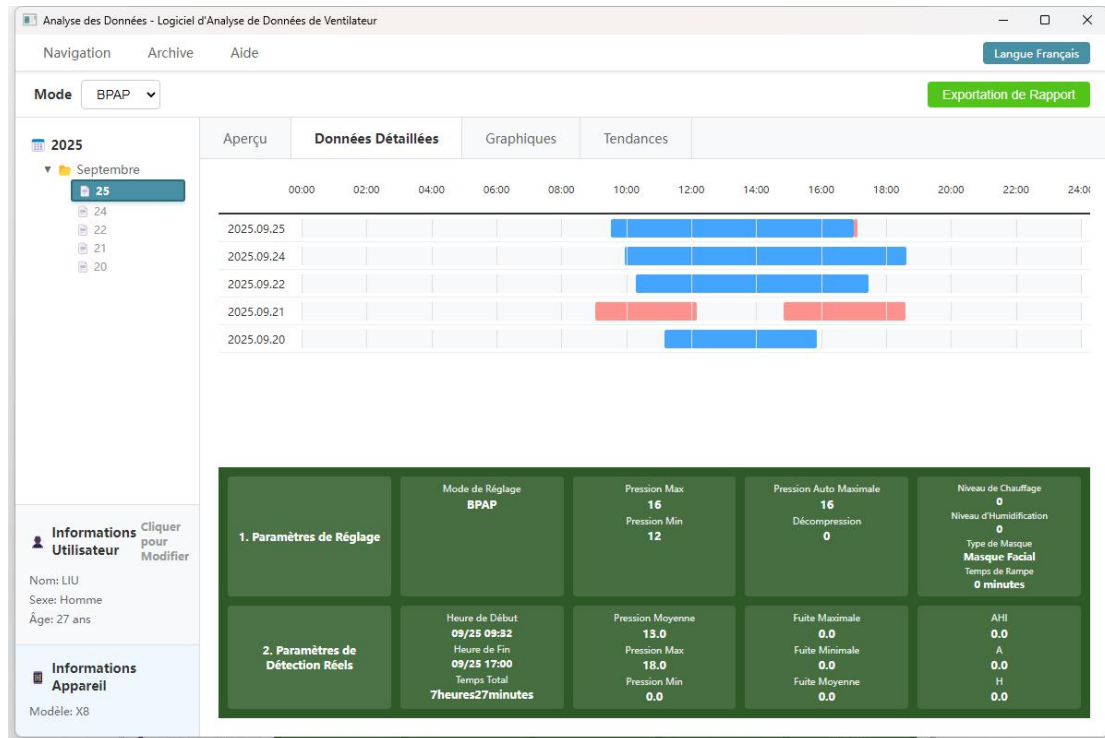 Analyse des Données - Logiciel d'Analyse de Données de Ventilateur
Navigation Archive Aide Langue Français
Mode BPAP Exportation de Rapport
2025
Septembre
25
24
22
21
20
Aperçu Données Détaillées Graphiques Tendances
00:00 02:00 04:00 06:00 08:00 10:00 12:00 14:00 16:00 18:00 20:00 22:00 24:00
2025.09.25
2025.09.24
2025.09.22
2025.09.21
2025.09.20
Informations Utilisateur
Cliquer pour Modifier
Nom: LIU
Sexe: Homme
Âge: 27 ans
Informations Appareil
Modèle: X8
1. Paramètres de Réglage
Mode de Réglage
BPAP
Pression Max
16
Pression Min
12
Pression Auto Maximale
16
Décompression
0
Niveau de Chauffage
0
Niveau d'Humidification
0
Type de Masque
Masque Facial
Temps de Rampe
0 minutes
2. Paramètres de
Détection Réels
Heure de Début
09/25 09:32
Heure de Fin
09/25 17:00
Temps Total
7heures27minutes
Pression Moyenne
13.0
Pression Max
18.0
Pression Min
0.0
Fuite Maximale
0.0
Fuite Minimale
0.0
Fuite Moyenne
0.0
AHI
0.0
A
0.0
H
0.0